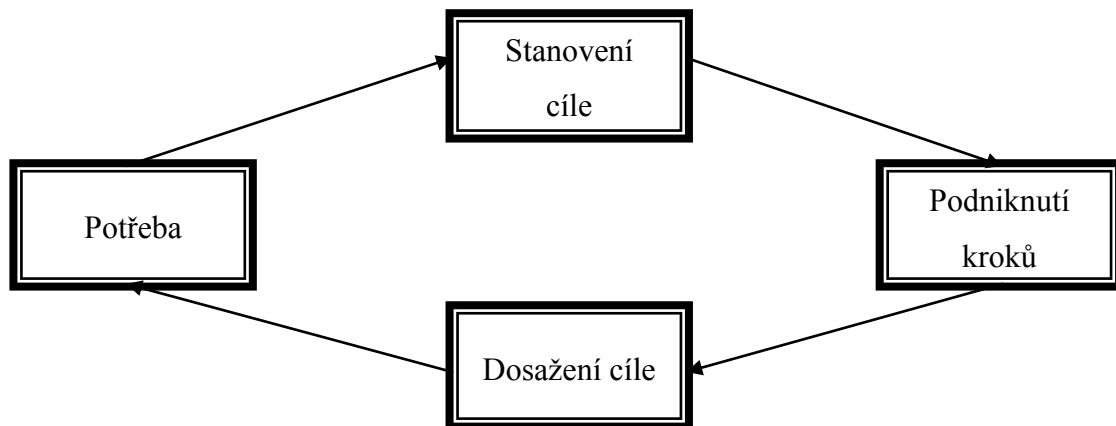 Stanovení
cíle
Potřeba
Podniknutí
kroků
Dosažení cíle